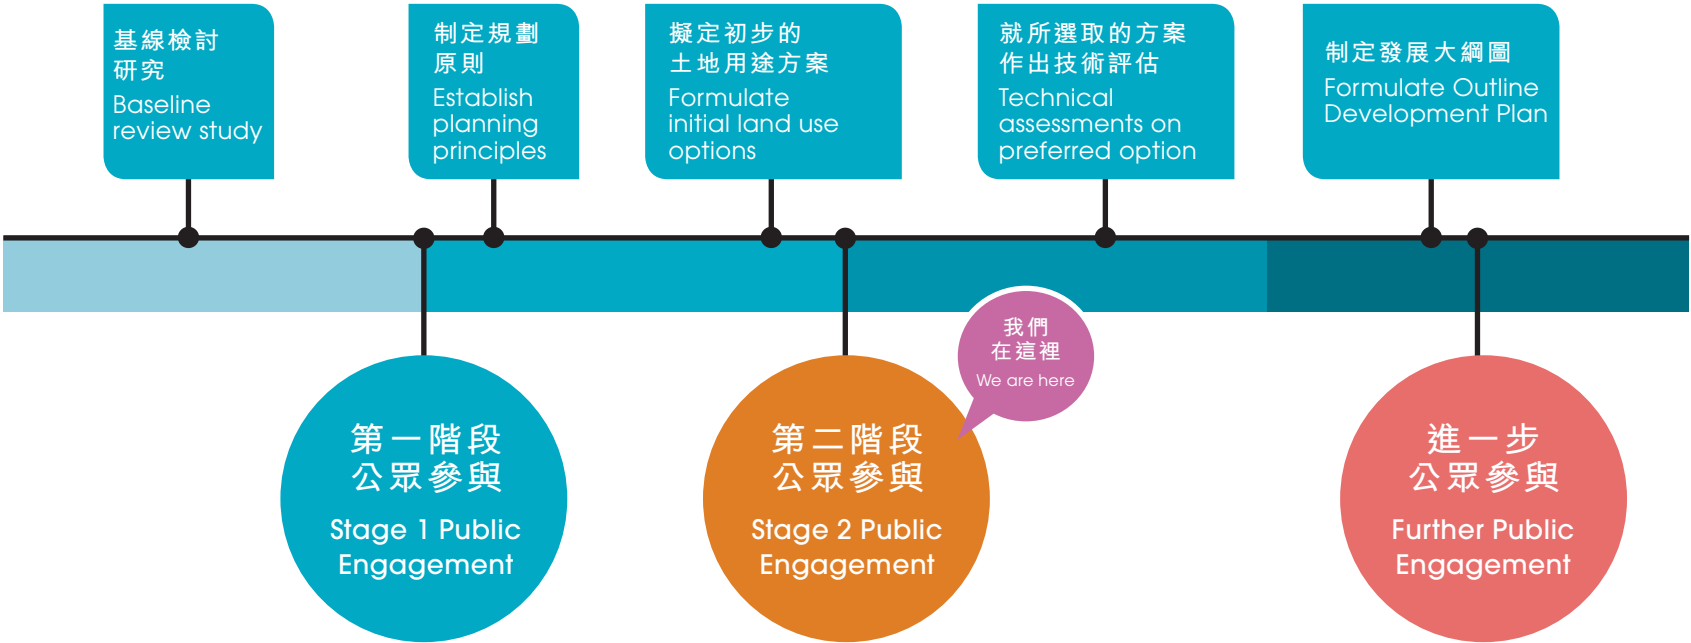 基線檢討
研究
Baseline
review study
制定規劃
原則
Establish
planning
principles
擬定初步的
土地用途方案
Formulate
initial land use
options
就所選取的方案
作出技術評估
Technical
assessments on
preferred option
制定發展大綱圖
Formulate Outline
Development Plan
我們
在這裡
We are here
第一階段
公眾參與
Stage 1 Public
Engagement
第二階段
公眾參與
Stage 2 Public
Engagement
進一步
公眾參與
Further Public
Engagement